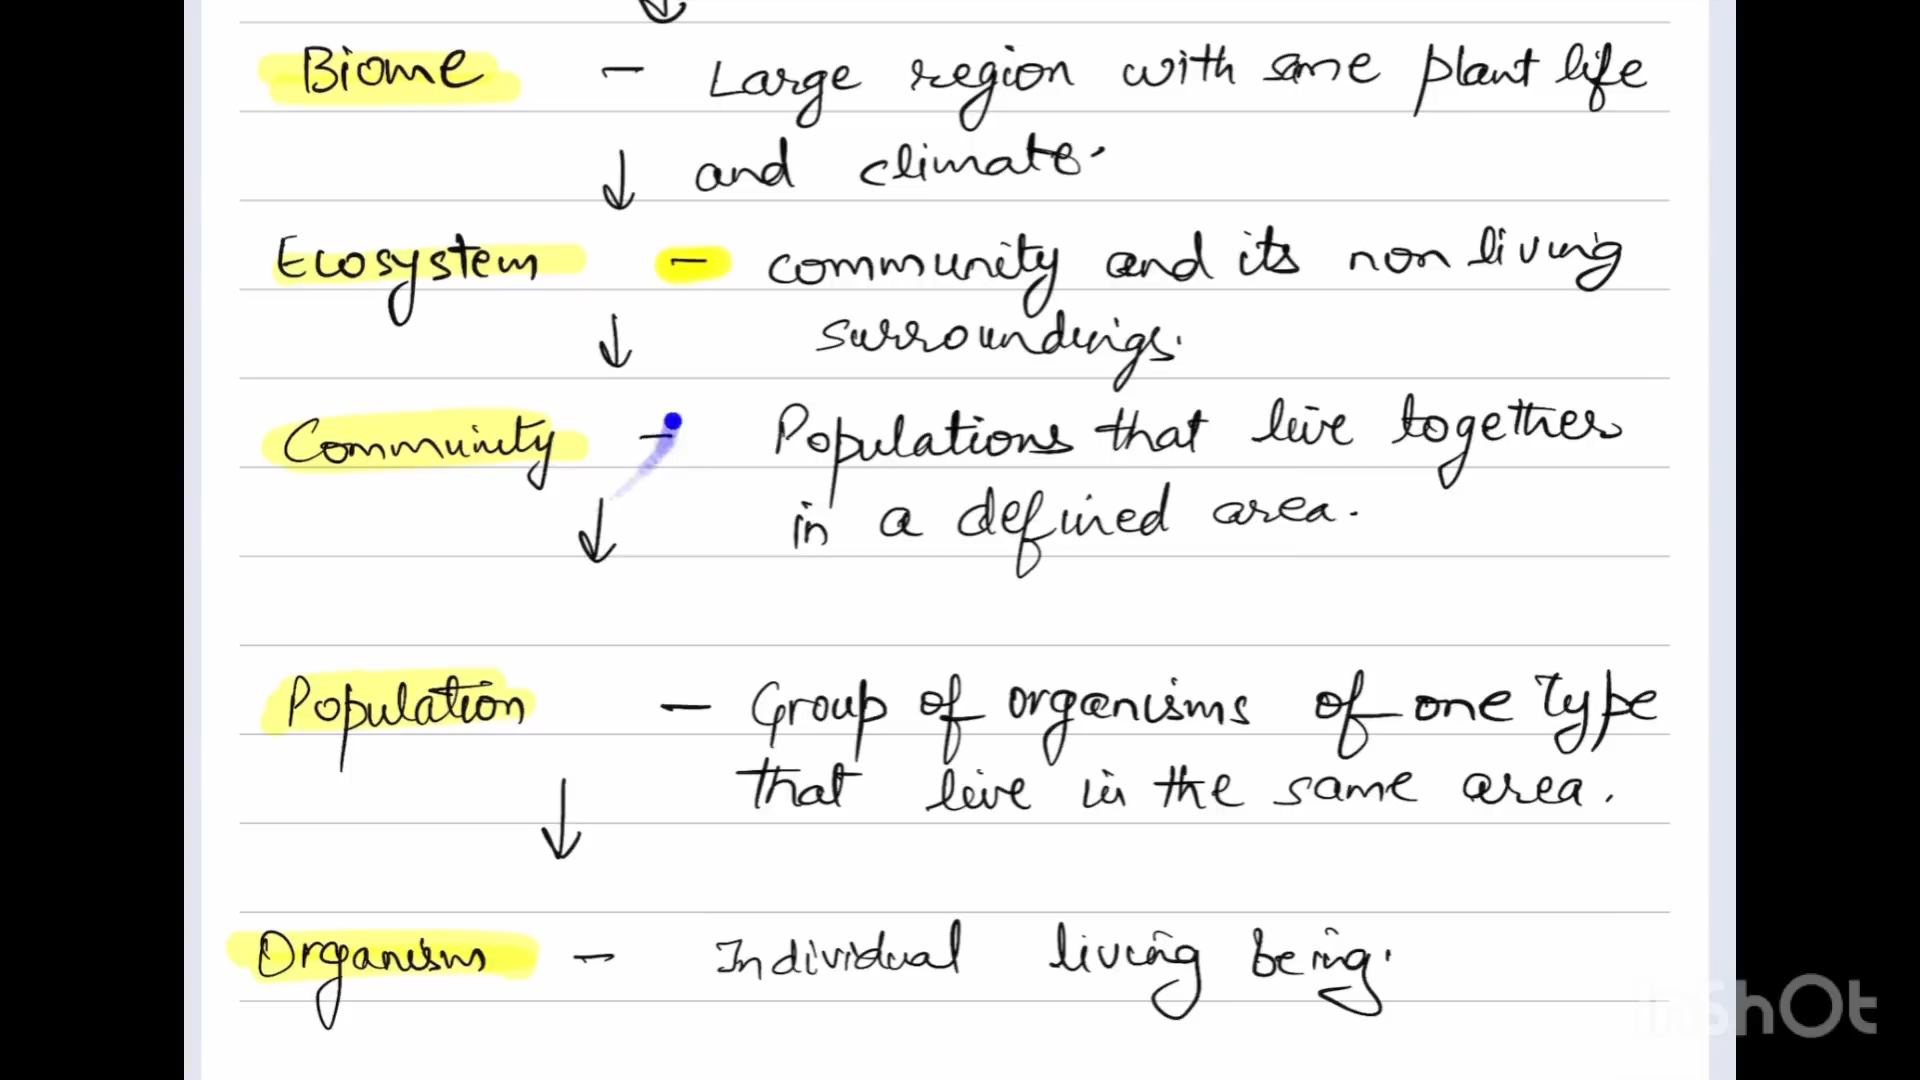 Biome - Large region with same plant life
↓ and climate.
Ecosystem - community and its non living
↓ surroundings.
Community - Populations that live together
↓ in a defined area.
Population - Group of organisms of one type
↓ that live in the same area.
Organism - Individual living being.
InShOt